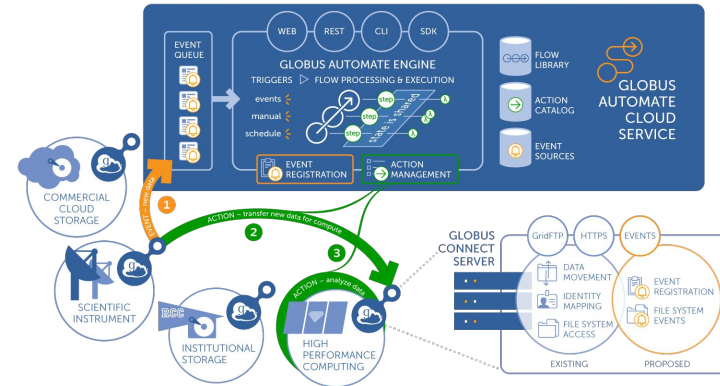 WEB
REST
CLI
SDK
EVENT
QUEUE
GLOBUS AUTOMATE ENGINE
TRIGGERS
FLOW PROCESSING & EXECUTION
events
manual
schedule
step
step
step
state is shared
λ
λ
λ
EVENT
REGISTRATION
ACTION
MANAGEMENT
FLOW
LIBRARY
ACTION
CATALOG
EVENT
SOURCES
GLOBUS
AUTOMATE
CLOUD
SERVICE
COMMERCIAL
CLOUD
STORAGE
g
EVENT – new data
1
ACTION – transfer new data for compute
2
3
SCIENTIFIC
INSTRUMENT
g
RCC
INSTITUTIONAL
STORAGE
g
ACTION – analyze data
HIGH
PERFORMANCE
COMPUTING
g
GLOBUS
CONNECT
SERVER
GridFTP
HTTPS
EVENTS
DATA
MOVEMENT
IDENTITY
MAPPING
FILE SYSTEM
ACCESS
EVENT
REGISTRATION
FILE SYSTEM
EVENTS
EXISTING
PROPOSED